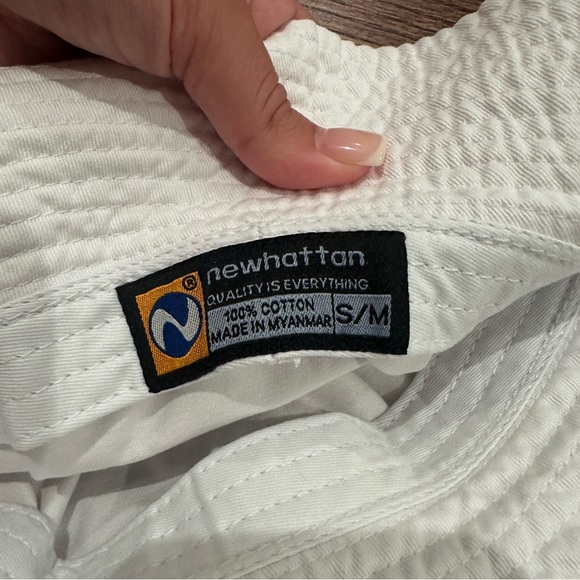 ®
newhattan
QUALITY IS EVERYTHING
100% COTTON
MADE IN MYANMAR
S/M